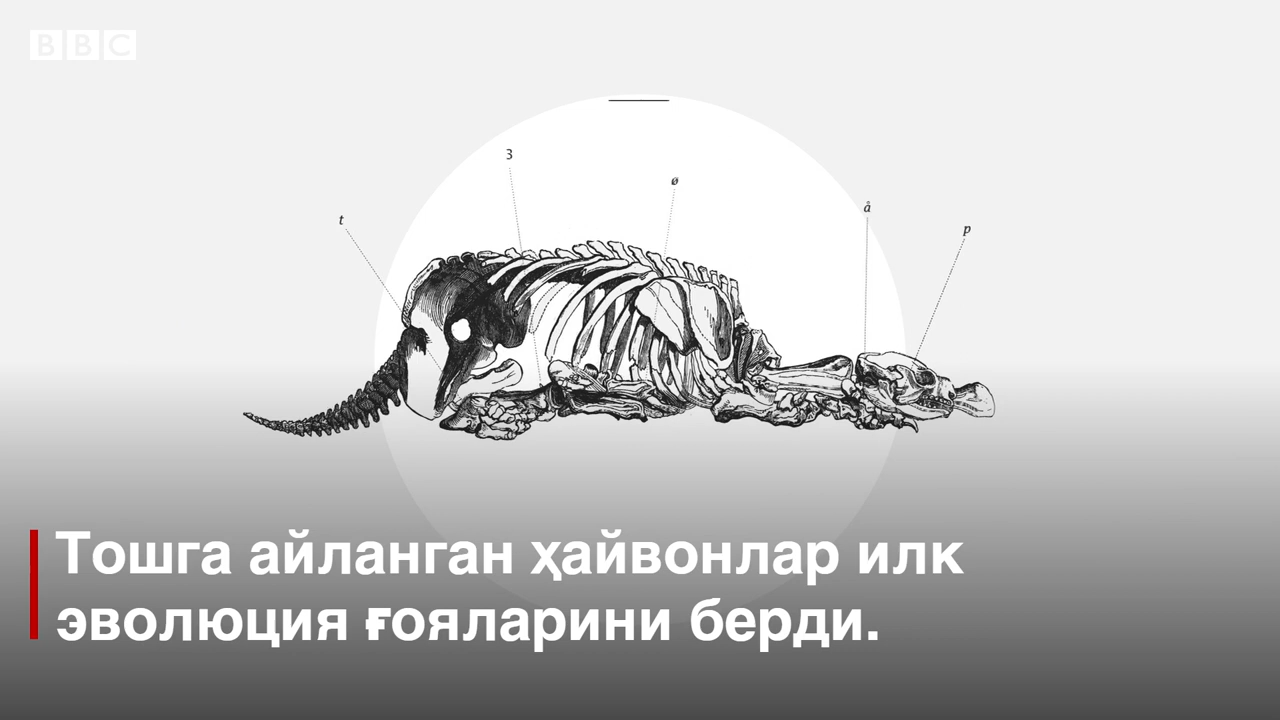 BBC
3
ø
å
t
p
Тошга айланган ҳайвонлар илк
эволюция ғояларини берди.